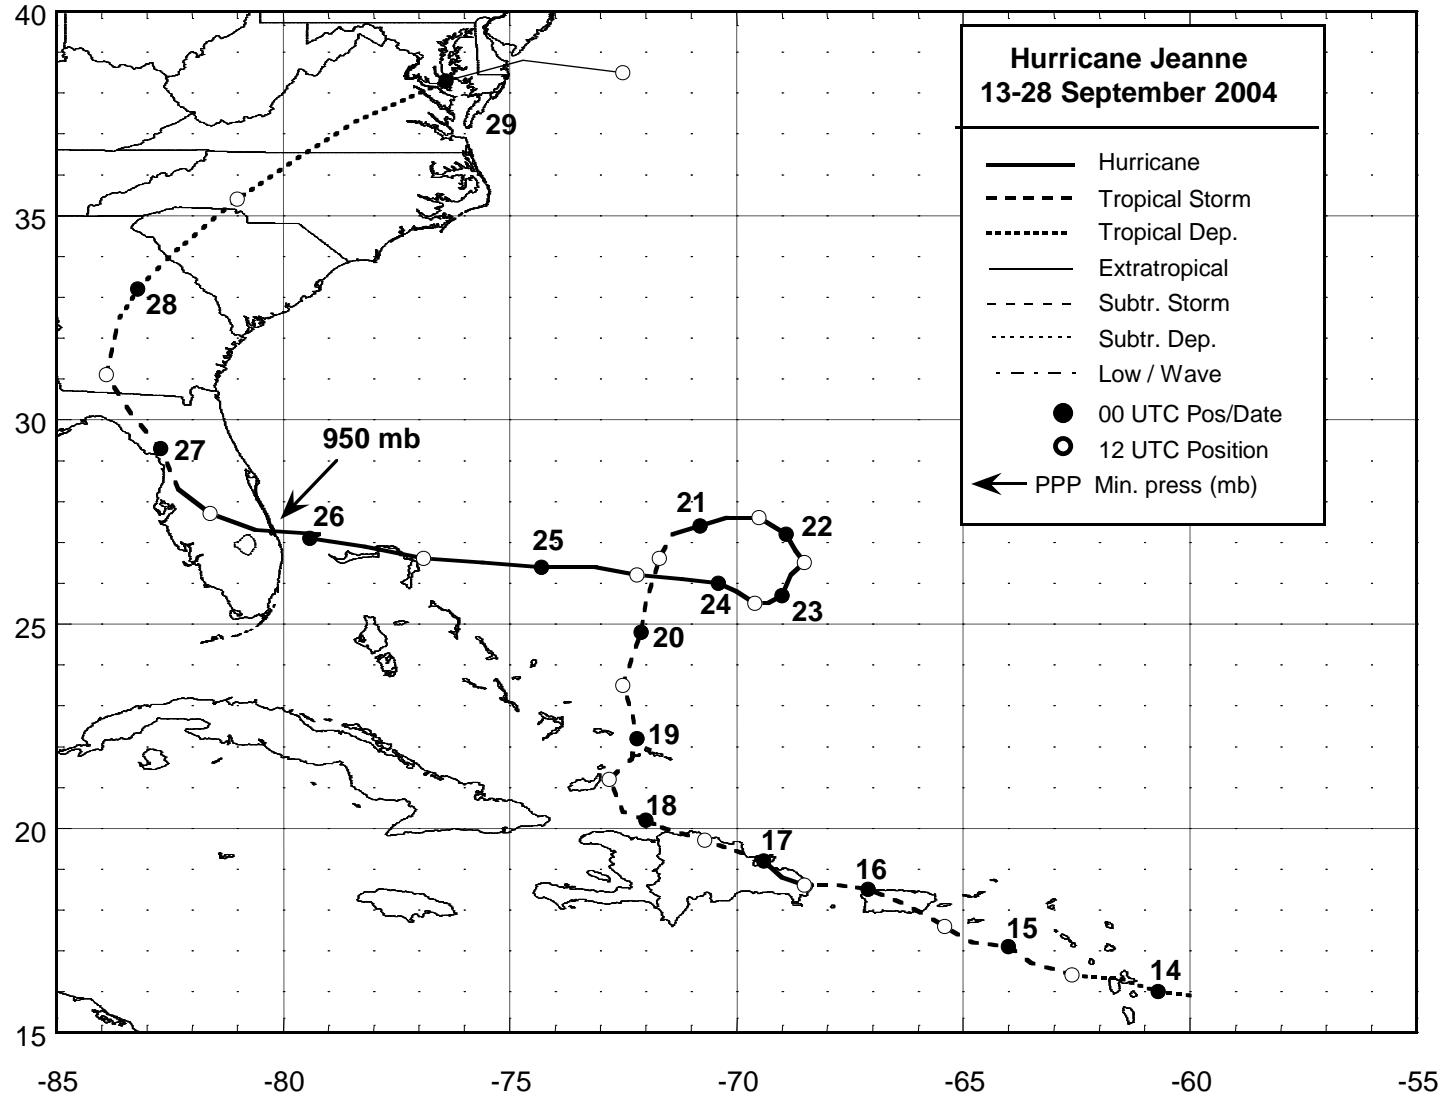 40
35
30
25
20
15
-85
-80
-75
-70
-65
-60
-55
Hurricane Jeanne
13-28 September 2004
Hurricane
Tropical Storm
Tropical Dep.
Extratropical
Subtr. Storm
Subtr. Dep.
Low / Wave
00 UTC Pos/Date
12 UTC Position
PPP Min. press (mb)
29
28
950 mb
27
26
25
21
22
24
23
20
19
18
17
16
15
14